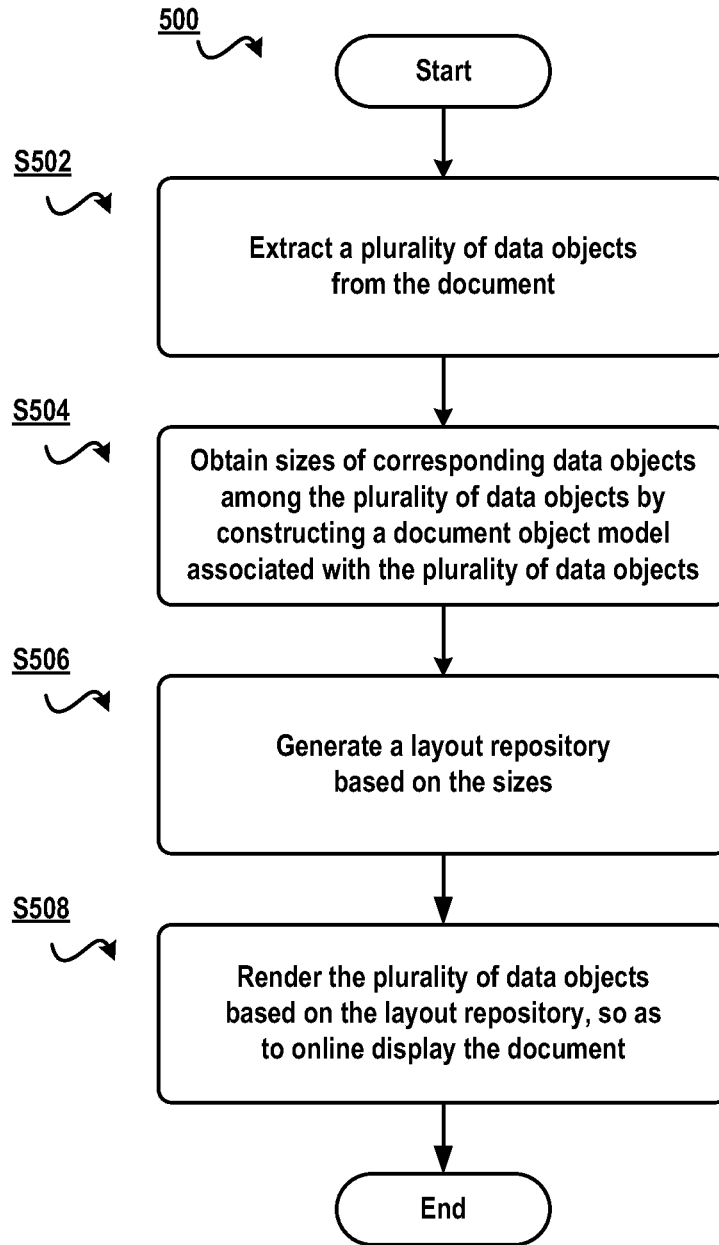 500
Start
S502
Extract a plurality of data objects
from the document
S504
Obtain sizes of corresponding data objects
among the plurality of data objects by
constructing a document object model
associated with the plurality of data objects
S506
Generate a layout repository
based on the sizes
S508
Render the plurality of data objects
based on the layout repository, so as
to online display the document
End